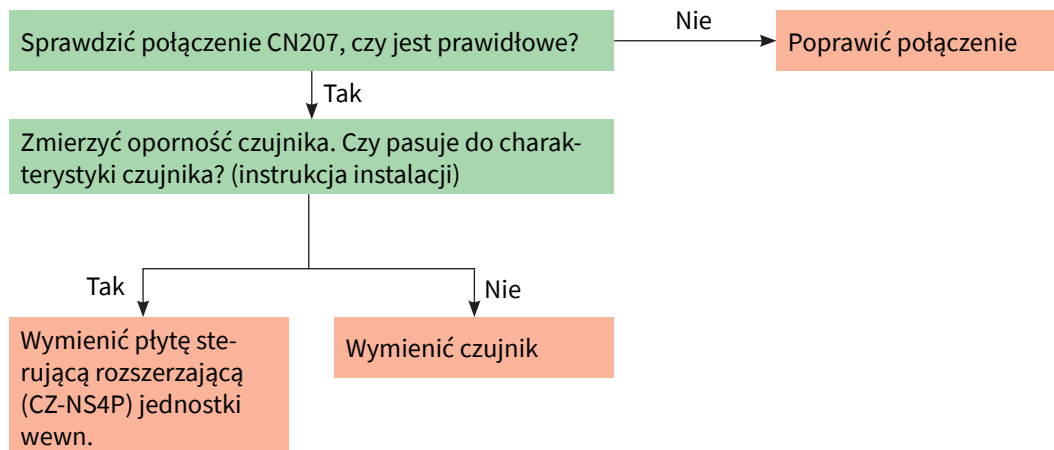 Sprawdzić połączenie CN207, czy jest prawidłowe?
Nie
Poprawić połączenie
Tak
Zmierzyć oporność czujnika. Czy pasuje do charak-
terystyki czujnika? (instrukcja instalacji)
Tak
Nie
Wymienić płytę ste-
rującą rozszerzającą
(CZ-NS4P) jednostki
wewn.
Wymienić czujnik